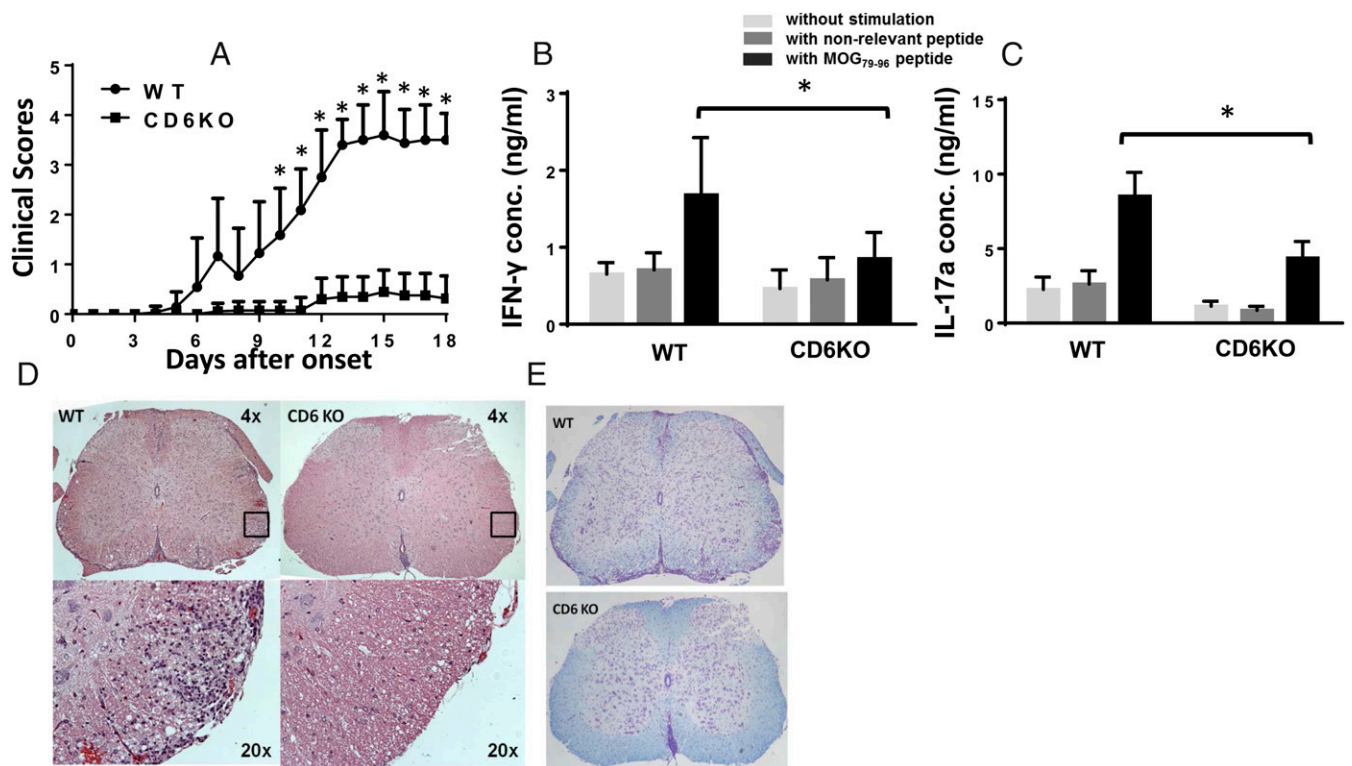 without stimulation
with non-relevant peptide
with MOG79-96 peptide
A
5
4
3
2
1
0
Clinical Scores
WT
CD6KO
* * * * * * * * *
0 3 6 9 12 15 18
Days after onset
B
3
2
1
0
IFN-γ conc. (ng/ml)
*
WT CD6KO
C
15
10
5
0
IL-17a conc. (ng/ml)
*
WT CD6KO
D
WT 4x
CD6 KO 4x
20x
20x
E
WT
CD6 KO